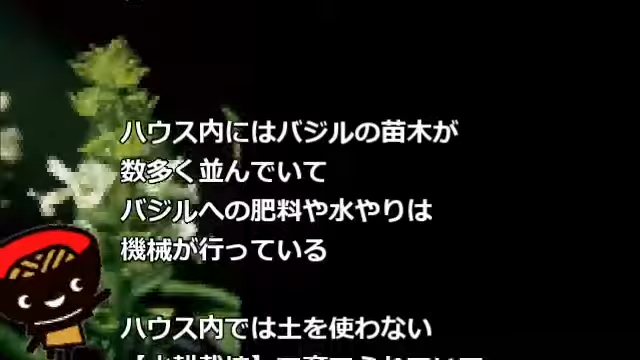 ハウス内にはバジルの苗木が
数多く並んでいて
バジルへの肥料や水やりは
機械が行っている
ハウス内では土を使わない